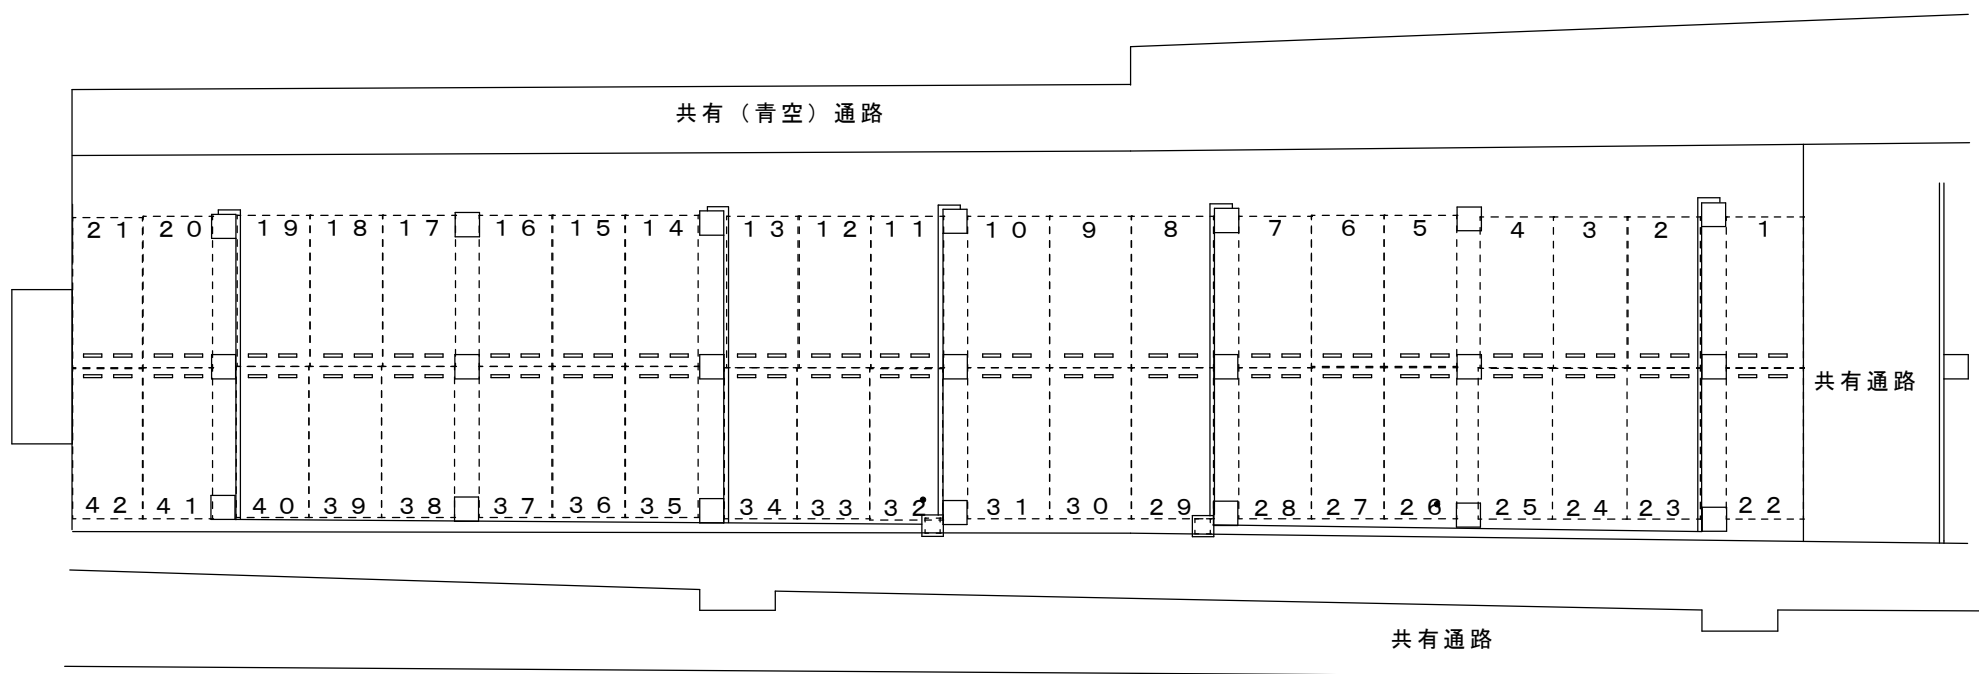 共有（青空）通路
２１ ２０ １９ １８ １７ １６ １５ １４ １３ １２ １１ １０ ９ ８ ７ ６ ５ ４ ３ ２ １
共有通路
４２ ４１ ４０ ３９ ３８ ３７ ３６ ３５ ３４ ３３ ３２ ３１ ３０ ２９ ２８ ２７ ２６ ２５ ２４ ２３ ２２
共有通路